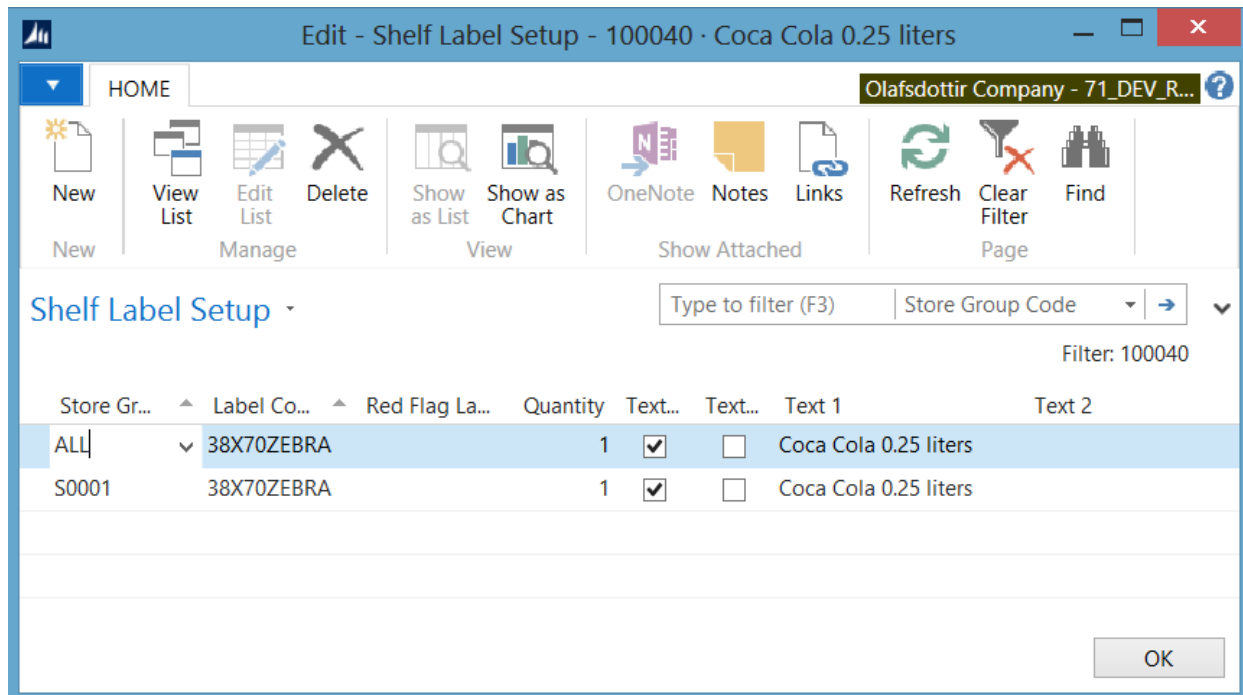 Edit - Shelf Label Setup - 100040 · Coca Cola 0.25 liters
HOME
Olafsdottir Company - 71_DEV_R...
New View List Edit List Delete Show as List Show as Chart OneNote Notes Links Refresh Clear Filter Find
New Manage View Show Attached Page
Shelf Label Setup
Type to filter (F3) Store Group Code
Filter: 100040
Store Gr... Label Co... Red Flag La... Quantity Text... Text... Text 1 Text 2
ALL 38X70ZEBRA 1 Coca Cola 0.25 liters
S0001 38X70ZEBRA 1 Coca Cola 0.25 liters
OK